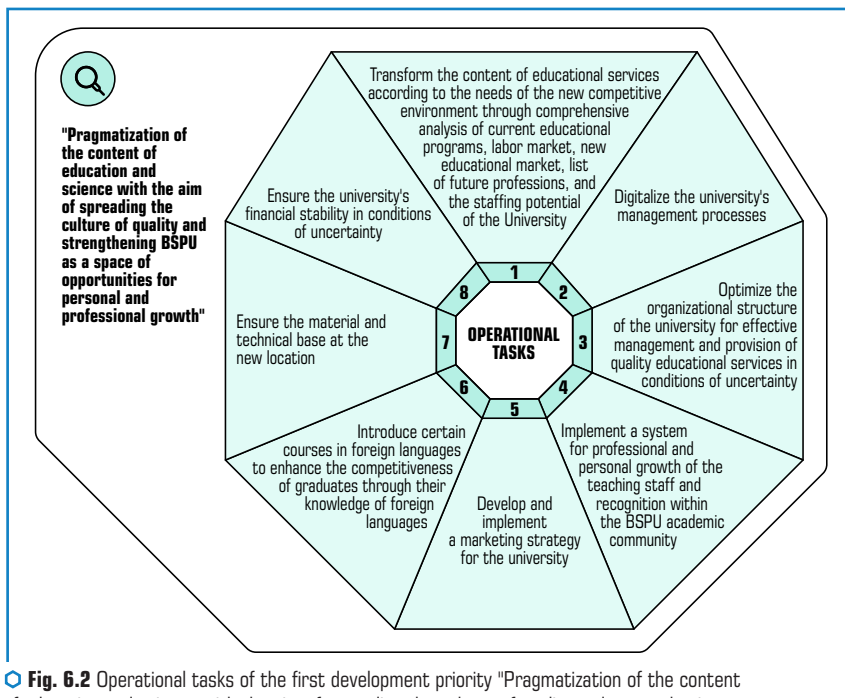 "Pragmatization of
the content of
education and
science with the aim
of spreading the
culture of quality and
strengthening BSPU
as a space of
opportunities for
personal and
professional growth"
OPERATIONAL
TASKS
1
Transform the content of educational services
according to the needs of the new competitive
environment through comprehensive
analysis of current educational
programs, labor market, new
educational market, list
of future professions, and
the staffing potential
of the University
2
Digitalize the university's
management processes
3
Optimize the
organizational structure
of the university for effective
management and provision of
quality educational services in
conditions of uncertainty
4
Implement a system
for professional and
personal growth of the
teaching staff and
recognition within
the BSPU academic
community
5
Develop and
implement
a marketing strategy
for the university
6
Introduce certain
courses in foreign languages
to enhance the competitiveness
of graduates through their
knowledge of foreign
languages
7
Ensure the material and
technical base at the
new location
8
Ensure the university's
financial stability in conditions
of uncertainty
Fig. 6.2 Operational tasks of the first development priority "Pragmatization of the content